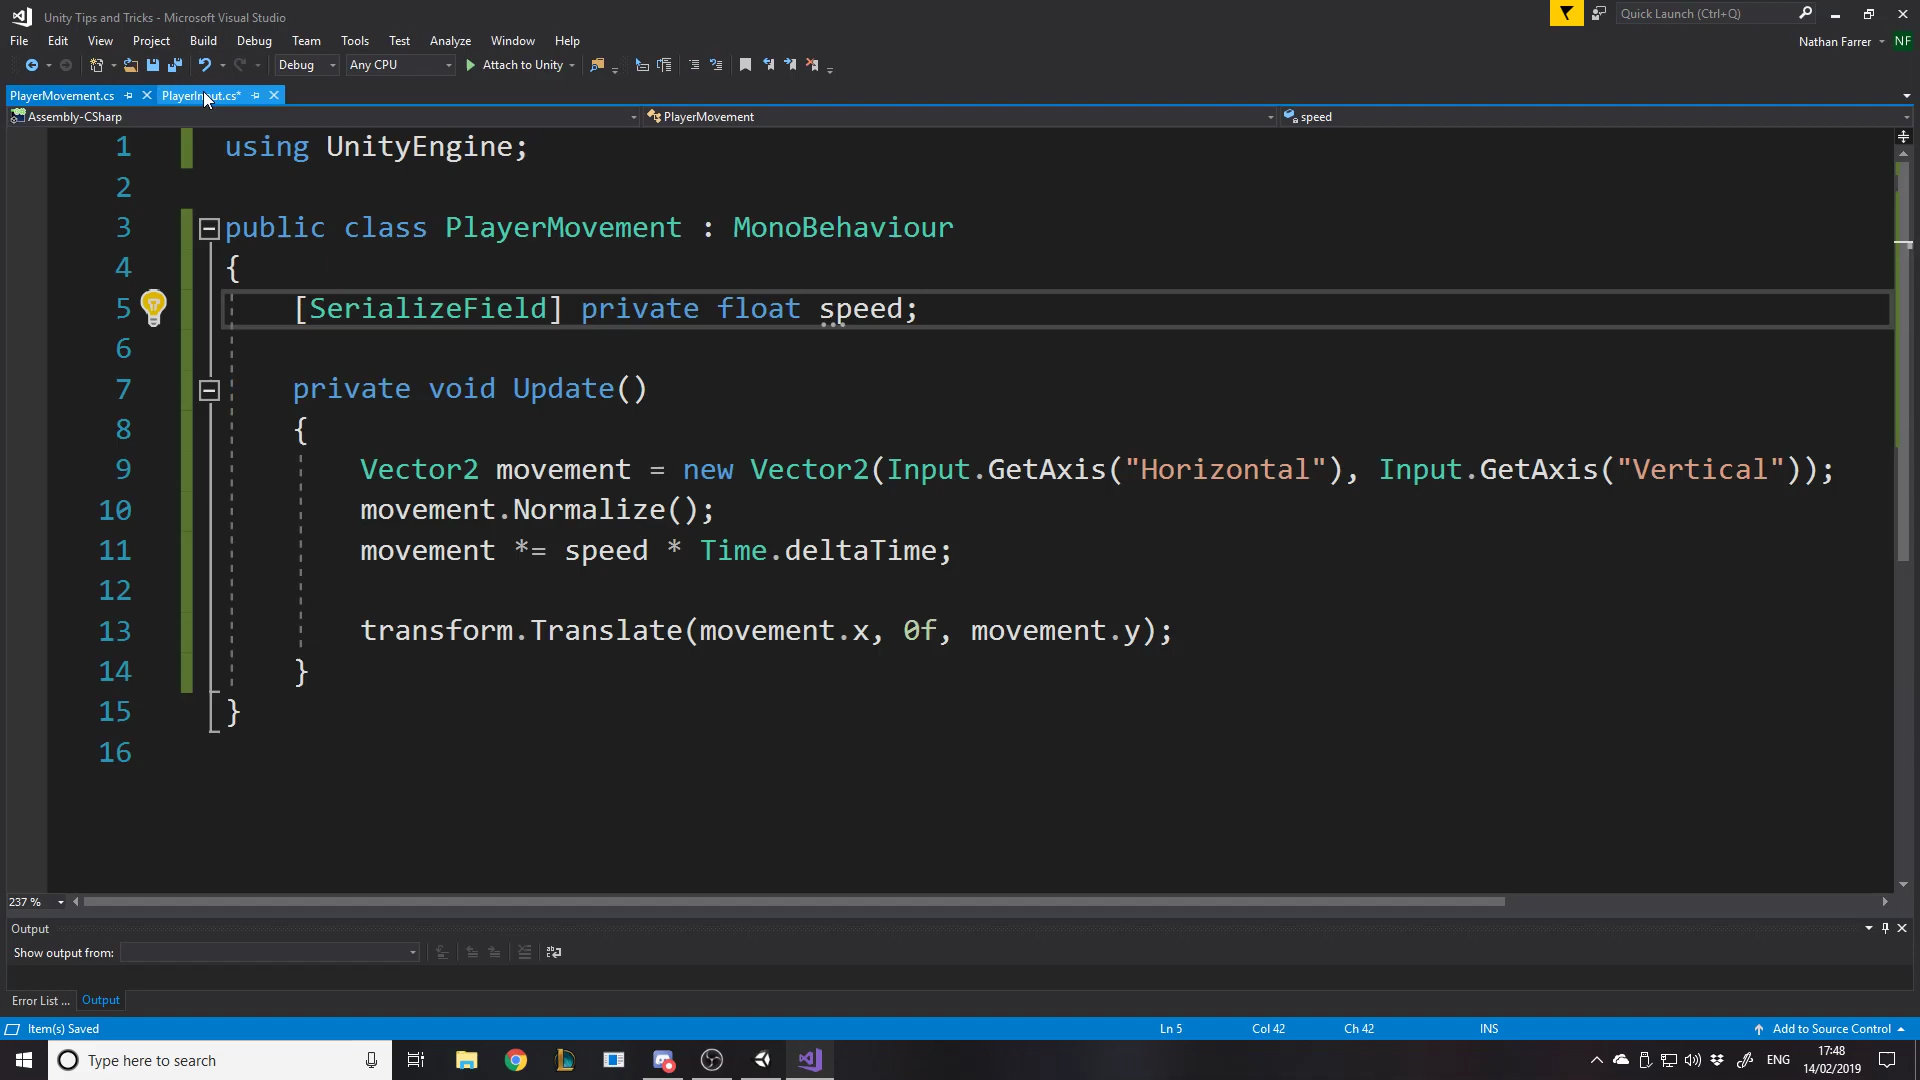 Unity Tips and Tricks - Microsoft Visual Studio
Quick Launch (Ctrl+Q)
File Edit View Project Build Debug Team Tools Test Analyze Window Help
Nathan Farrer NF
Debug Any CPU Attach to Unity
PlayerMovement.cs PlayerInput.cs*
Assembly-CSharp PlayerMovement speed
1 using UnityEngine;
2
3 public class PlayerMovement : MonoBehaviour
4 {
5 [SerializeField] private float speed;
6
7 private void Update()
8 {
9 Vector2 movement = new Vector2(Input.GetAxis("Horizontal"), Input.GetAxis("Vertical"));
10 movement.Normalize();
11 movement *= speed * Time.deltaTime;
12
13 transform.Translate(movement.x, 0f, movement.y);
14 }
15 }
16
237 %
Output
Show output from:
Error List ... Output
Item(s) Saved Ln 5 Col 42 Ch 42 INS Add to Source Control
Type here to search
ENG
17:48
14/02/2019